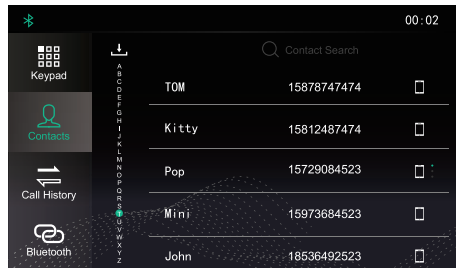 00:02
Contact Search
Keypad
Contacts
Call History
Bluetooth
A
B
C
D
E
F
G
H
I
J
K
L
M
N
O
P
Q
R
S
T
U
V
W
X
Y
Z
TOM 15878747474
Kitty 15812487474
Pop 15729084523
Mini 15973684523
John 18536492523